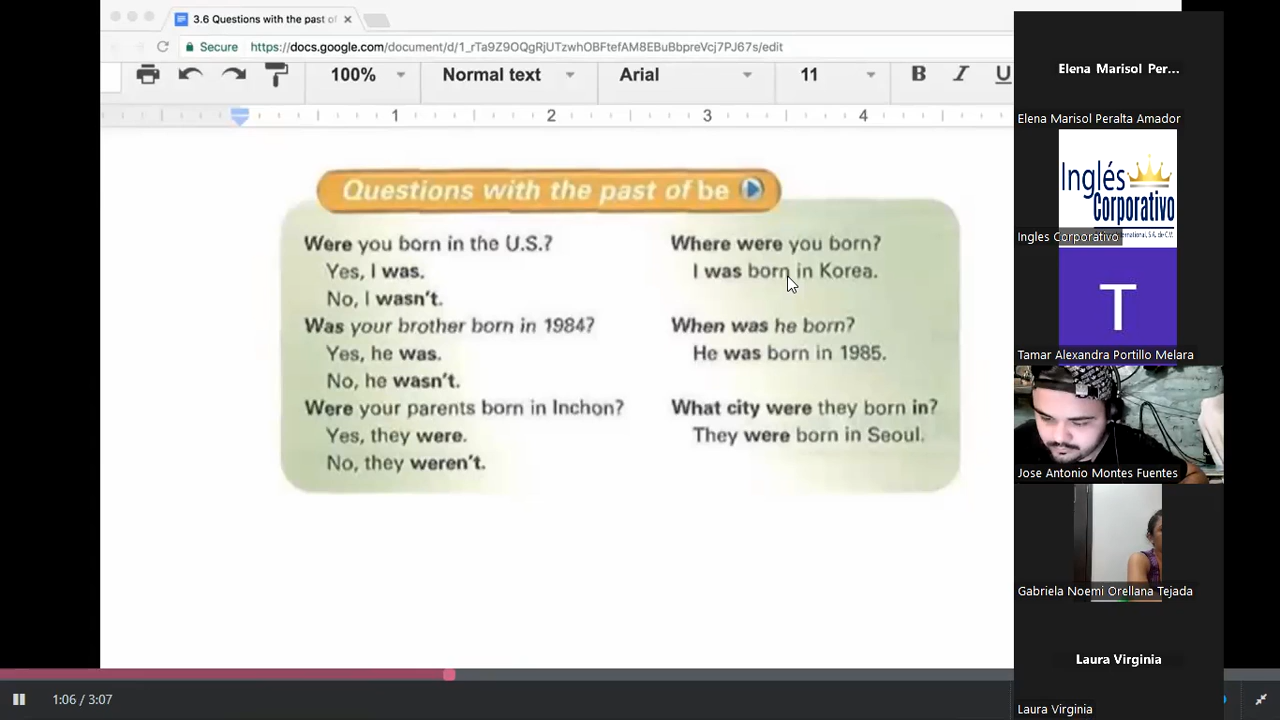 3.6 Questions with the past of
Secure
https://docs.google.com/document/d/1_rTa9Z9OQgRjUTzwhOBFtefAM8EBuBbpreVcj7PJ67s/edit
100%
Normal text
Arial
11
B
I
U
1
2
3
4
Questions with the past of be
Were you born in the U.S.?
Yes, I was.
No, I wasn't.
Was your brother born in 1984?
Yes, he was.
No, he wasn't.
Were your parents born in Inchon?
Yes, they were.
No, they weren't.
Where were you born?
I was born in Korea.
When was he born?
He was born in 1985.
What city were they born in?
They were born in Seoul.
1:06 / 3:07
Elena Marisol Per...
Elena Marisol Peralta Amador
Inglés
Corporativo
Ingles Corporativo
T
Tamar Alexandra Portillo Melara
Jose Antonio Montes Fuentes
Gabriela Noemi Orellana Tejada
Laura Virginia
Laura Virginia